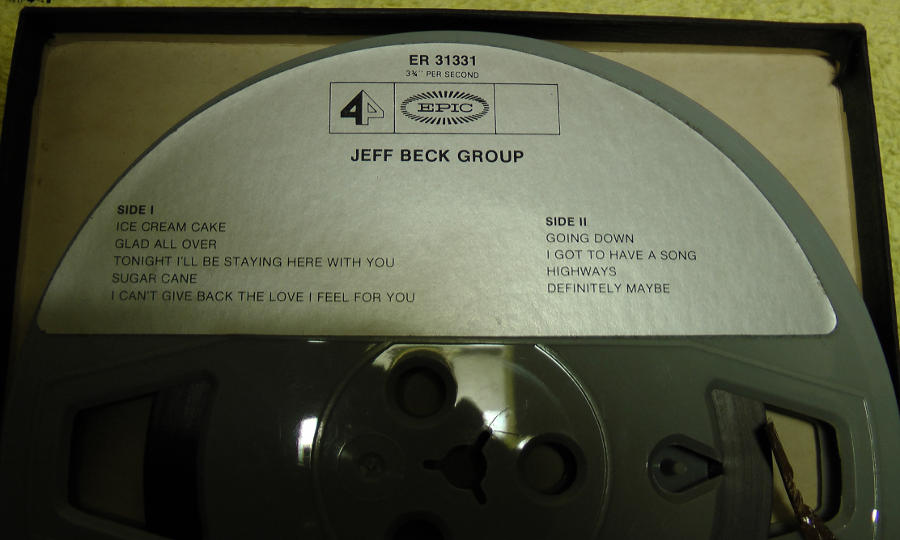 ER 31331
3¾" PER SECOND
4
EPIC
JEFF BECK GROUP
SIDE I
ICE CREAM CAKE
GLAD ALL OVER
TONIGHT I'LL BE STAYING HERE WITH YOU
SUGAR CANE
I CAN'T GIVE BACK THE LOVE I FEEL FOR YOU
SIDE II
GOING DOWN
I GOT TO HAVE A SONG
HIGHWAYS
DEFINITELY MAYBE